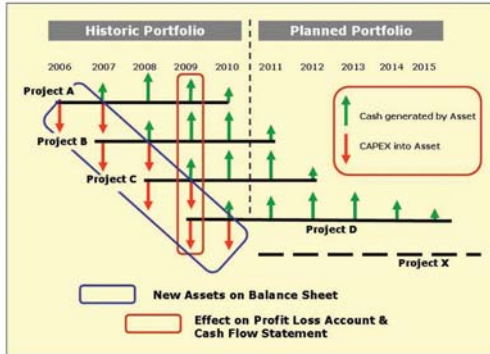 Historic Portfolio Planned Portfolio
2006 2007 2008 2009 2010 2011 2012 2013 2014 2015
Project A
Cash generated by Asset
Project B
CAPEX into Asset
Project C
Project D
Project X
New Assets on Balance Sheet
Effect on Profit Loss Account &
Cash Flow Statement